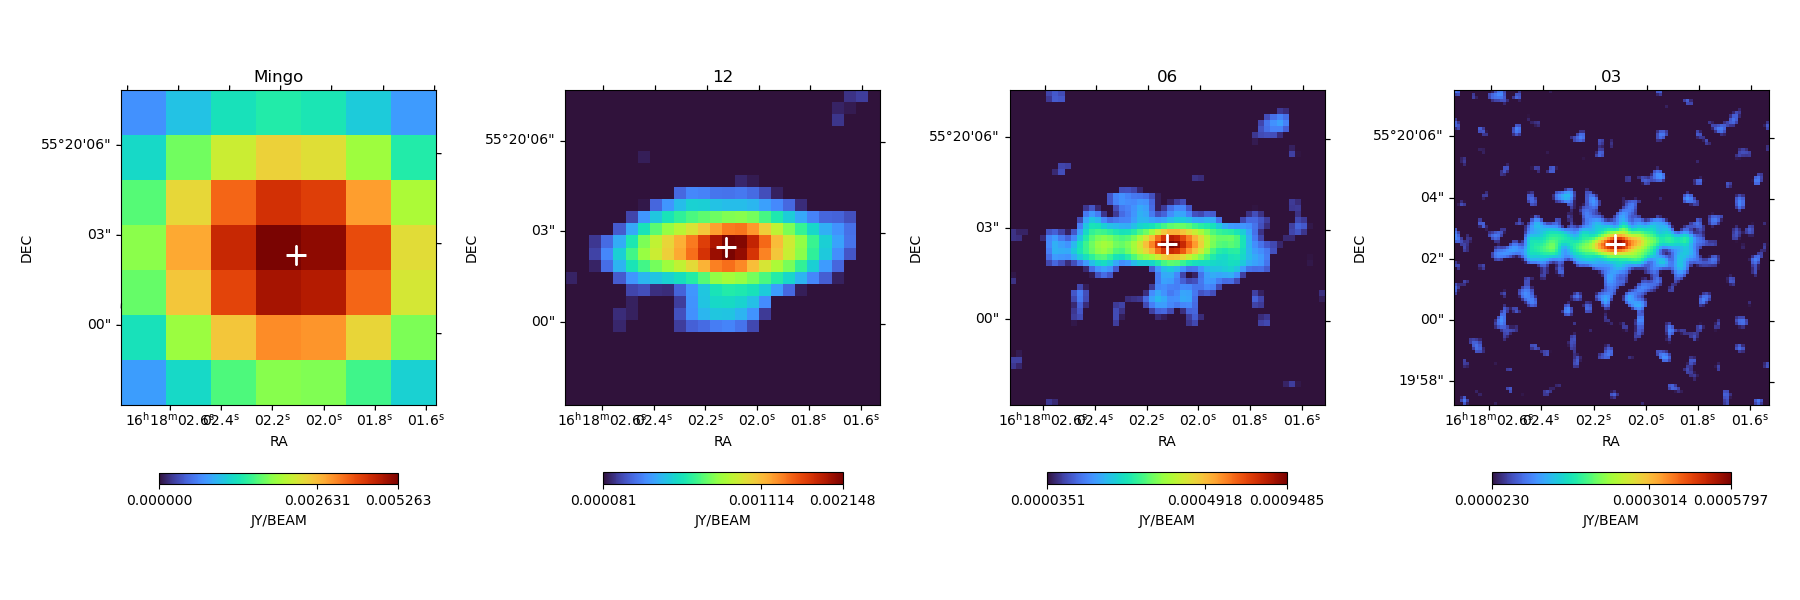 Mingo
12
06
03
55°20'06"
03"
00"
DEC
16ʰ18ᵐ02.6ˢ
02.4ˢ
02.2ˢ
02.0ˢ
01.8ˢ
01.6ˢ
RA
0.000000
0.002631
0.005263
JY/BEAM
55°20'06"
03"
00"
DEC
16ʰ18ᵐ02.6ˢ
02.4ˢ
02.2ˢ
02.0ˢ
01.8ˢ
01.6ˢ
RA
0.000081
0.001114
0.002148
JY/BEAM
55°20'06"
03"
00"
DEC
16ʰ18ᵐ02.6ˢ
02.4ˢ
02.2ˢ
02.0ˢ
01.8ˢ
01.6ˢ
RA
0.0000351
0.0004918
0.0009485
JY/BEAM
55°20'06"
04"
02"
00"
19'58"
DEC
16ʰ18ᵐ02.6ˢ
02.4ˢ
02.2ˢ
02.0ˢ
01.8ˢ
01.6ˢ
RA
0.0000230
0.0003014
0.0005797
JY/BEAM